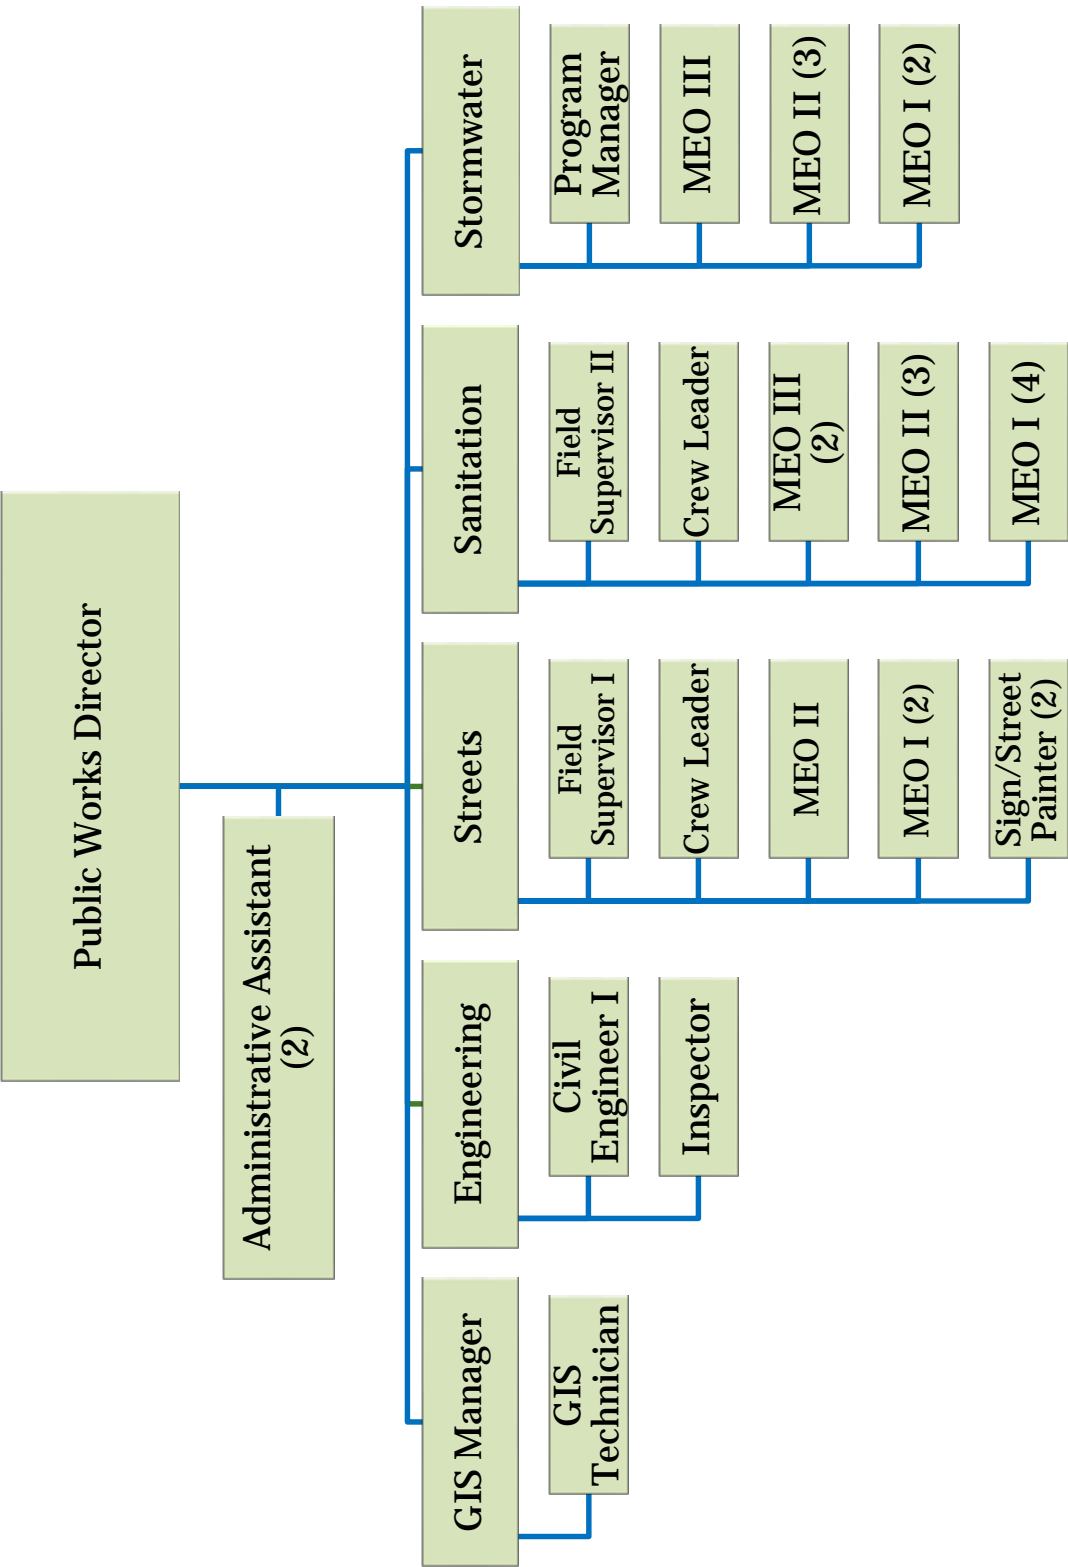 Public Works Director
Administrative Assistant
(2)
GIS Manager
GIS
Technician
Engineering
Civil
Engineer I
Inspector
Streets
Field
Supervisor I
Crew Leader
MEO II
MEO I (2)
Sign/Street
Painter (2)
Sanitation
Field
Supervisor II
Crew Leader
MEO III
(2)
MEO II (3)
MEO I (4)
Stormwater
Program
Manager
MEO III
MEO II (3)
MEO I (2)